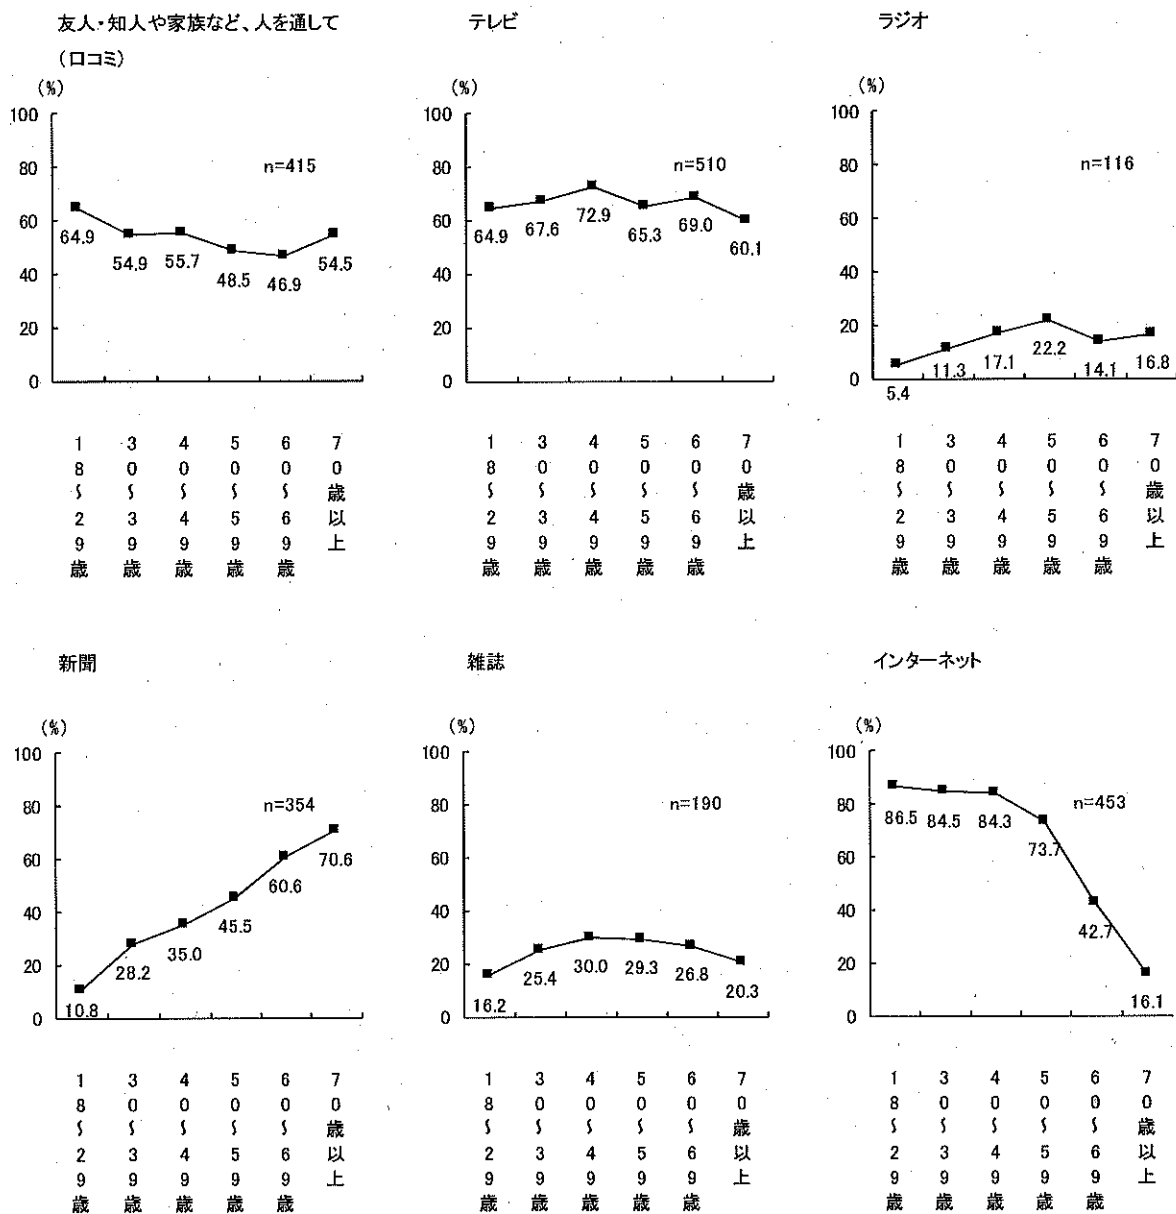 友人・知人や家族など、人を通して
(口コミ)
(%)
100
80
60
40
20
0
n=415
64.9
54.9
55.7
48.5
46.9
54.5
18~29歳
30~39歳
40~49歳
50~59歳
60~69歳
70歳以上
テレビ
(%)
100
80
60
40
20
0
n=510
64.9
67.6
72.9
65.3
69.0
60.1
18~29歳
30~39歳
40~49歳
50~59歳
60~69歳
70歳以上
ラジオ
(%)
100
80
60
40
20
0
n=116
5.4
11.3
17.1
22.2
14.1
16.8
18~29歳
30~39歳
40~49歳
50~59歳
60~69歳
70歳以上
新聞
(%)
100
80
60
40
20
0
n=354
10.8
28.2
35.0
45.5
60.6
70.6
18~29歳
30~39歳
40~49歳
50~59歳
60~69歳
70歳以上
雑誌
(%)
100
80
60
40
20
0
n=190
16.2
25.4
30.0
29.3
26.8
20.3
18~29歳
30~39歳
40~49歳
50~59歳
60~69歳
70歳以上
インターネット
(%)
100
80
60
40
20
0
n=453
86.5
84.5
84.3
73.7
42.7
16.1
18~29歳
30~39歳
40~49歳
50~59歳
60~69歳
70歳以上